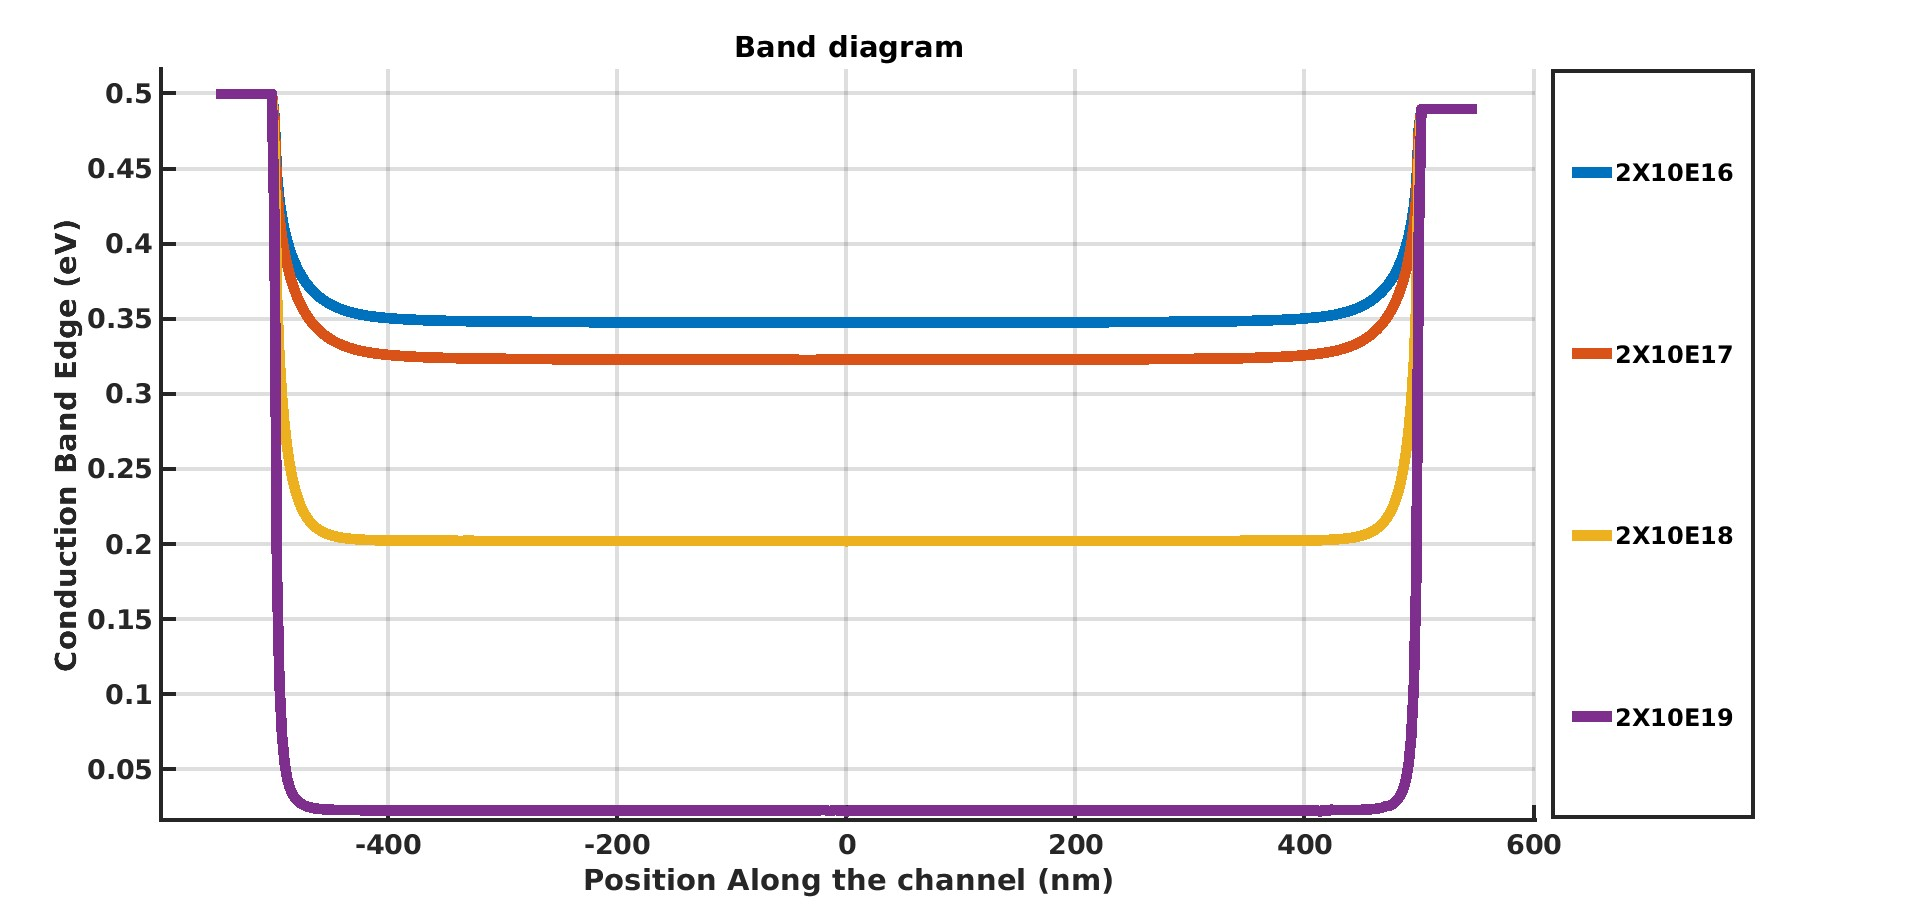 Band diagram
Conduction Band Edge (eV)
0.5
0.45
0.4
0.35
0.3
0.25
0.2
0.15
0.1
0.05
-400
-200
0
200
400
600
Position Along the channel (nm)
2X10E16
2X10E17
2X10E18
2X10E19